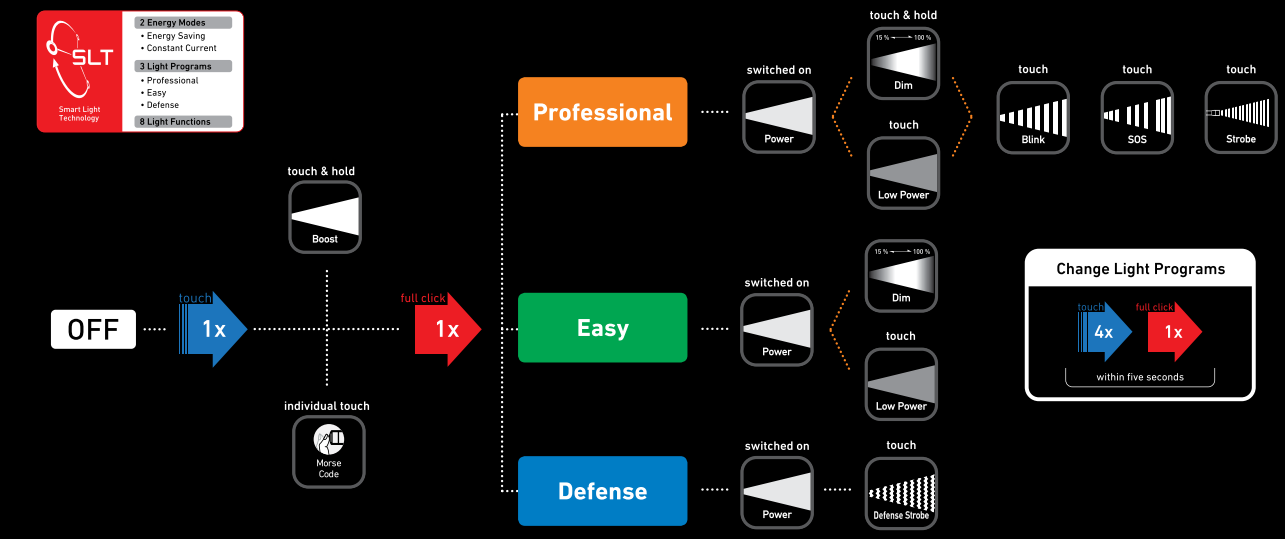 SLT
Smart Light
Technology
2 Energy Modes
• Energy Saving
• Constant Current
3 Light Programs
• Professional
• Easy
• Defense
8 Light Functions
OFF
touch
1x
touch & hold
Boost
individual touch
Morse
Code
full click
1x
Professional
switched on
Power
touch & hold
15 % 100 %
Dim
touch
Low Power
touch
Blink
touch
SOS
touch
Strobe
Easy
switched on
Power
15 % 100 %
Dim
touch
Low Power
Defense
switched on
Power
touch
Defense Strobe
Change Light Programs
touch
4x
full click
1x
within five seconds